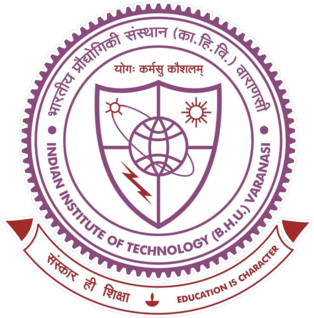 भारतीय प्रौद्योगिकी संस्थान (का.हि.वि.) वाराणसी
योगः कर्मसु कौशलम्
INDIAN INSTITUTE OF TECHNOLOGY (B.H.U.) VARANASI
संस्कार ही शिक्षा
EDUCATION IS CHARACTER